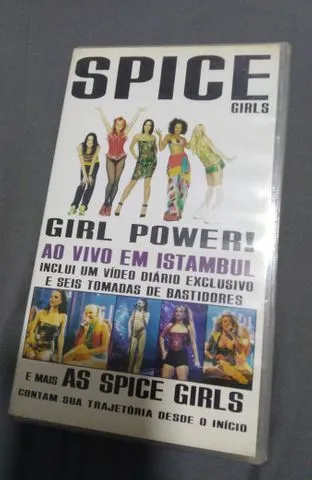 SPICE
GIRLS
GIRL POWER!
AO VIVO EM ISTAMBUL
INCLUI UM VÍDEO DIÁRIO EXCLUSIVO
E SEIS TOMADAS DE BASTIDORES
E MAIS AS SPICE GIRLS
CONTAM SUA TRAJETÓRIA DESDE O INÍCIO